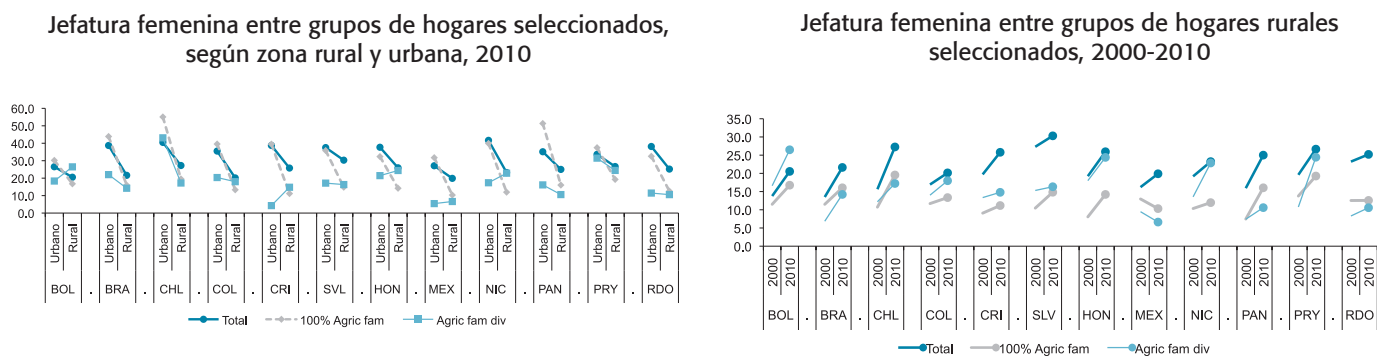 Jefatura femenina entre grupos de hogares seleccionados,
según zona rural y urbana, 2010
60.0
50.0
40.0
30.0
20.0
10.0
0.0
Urbano Rural Urbano Rural Urbano Rural Urbano Rural Urbano Rural Urbano Rural Urbano Rural Urbano Rural Urbano Rural Urbano Rural Urbano Rural Urbano Rural
BOL . BRA . CHL . COL . CRI . SVL . HON . MEX . NIC . PAN . PRY . RDO
Total 100% Agric fam Agric fam div
Jefatura femenina entre grupos de hogares rurales
seleccionados, 2000-2010
35.0
30.0
25.0
20.0
15.0
10.0
5.0
0.0
2000 2010 2000 2010 2000 2010 2000 2010 2000 2010 2000 2010 2000 2010 2000 2010 2000 2010 2000 2010 2000 2010 2000 2010
BOL . BRA . CHL . COL . CRI . SLV . HON . MEX . NIC . PAN . PRY . RDO
Total 100% Agric fam Agric fam div